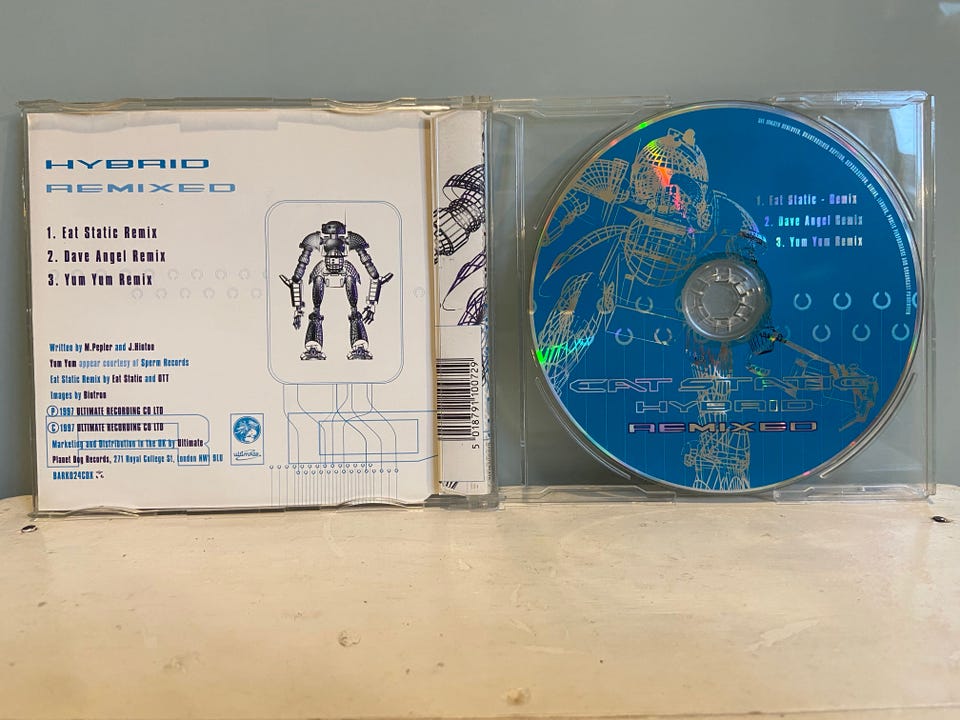 HYBRID
REMIXED
1. Eat Static Remix
2. Dave Angel Remix
3. Yum Yum Remix
Written by M.Pepler and J.Hinton
Yum Yum appear courtesy of Sperm Records
Eat Static Remix by Eat Static and OTT
Images by Biotron
℗ 1997 ULTIMATE RECORDING CO LTD
© 1997 ULTIMATE RECORDING CO LTD
Marketing and Distribution in the UK by Ultimate
Planet Dog Records, 271 Royal College St, London NW1 9LU
BARK024CDX
ultimate
5 018791 100729
1. Eat Static - Remix
2. Dave Angel Remix
3. Yum Yum Remix
EAT STATIC
HYBRID
REMIXED